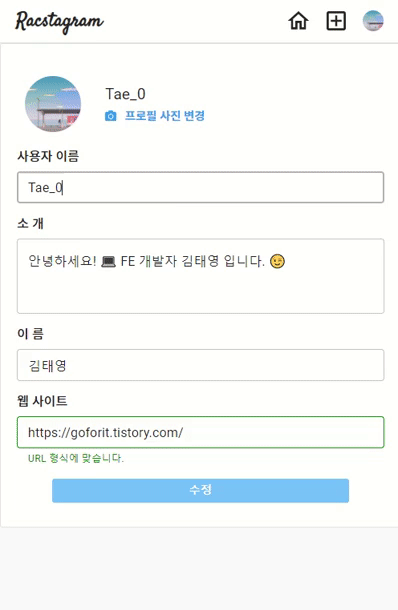 Racstagram
Tae_0
프로필 사진 변경
사용자 이름
Tae_0
소 개
안녕하세요! 💻 FE 개발자 김태영 입니다. 😉
이 름
김태영
웹 사이트
https://goforit.tistory.com/
URL 형식에 맞습니다.
수정